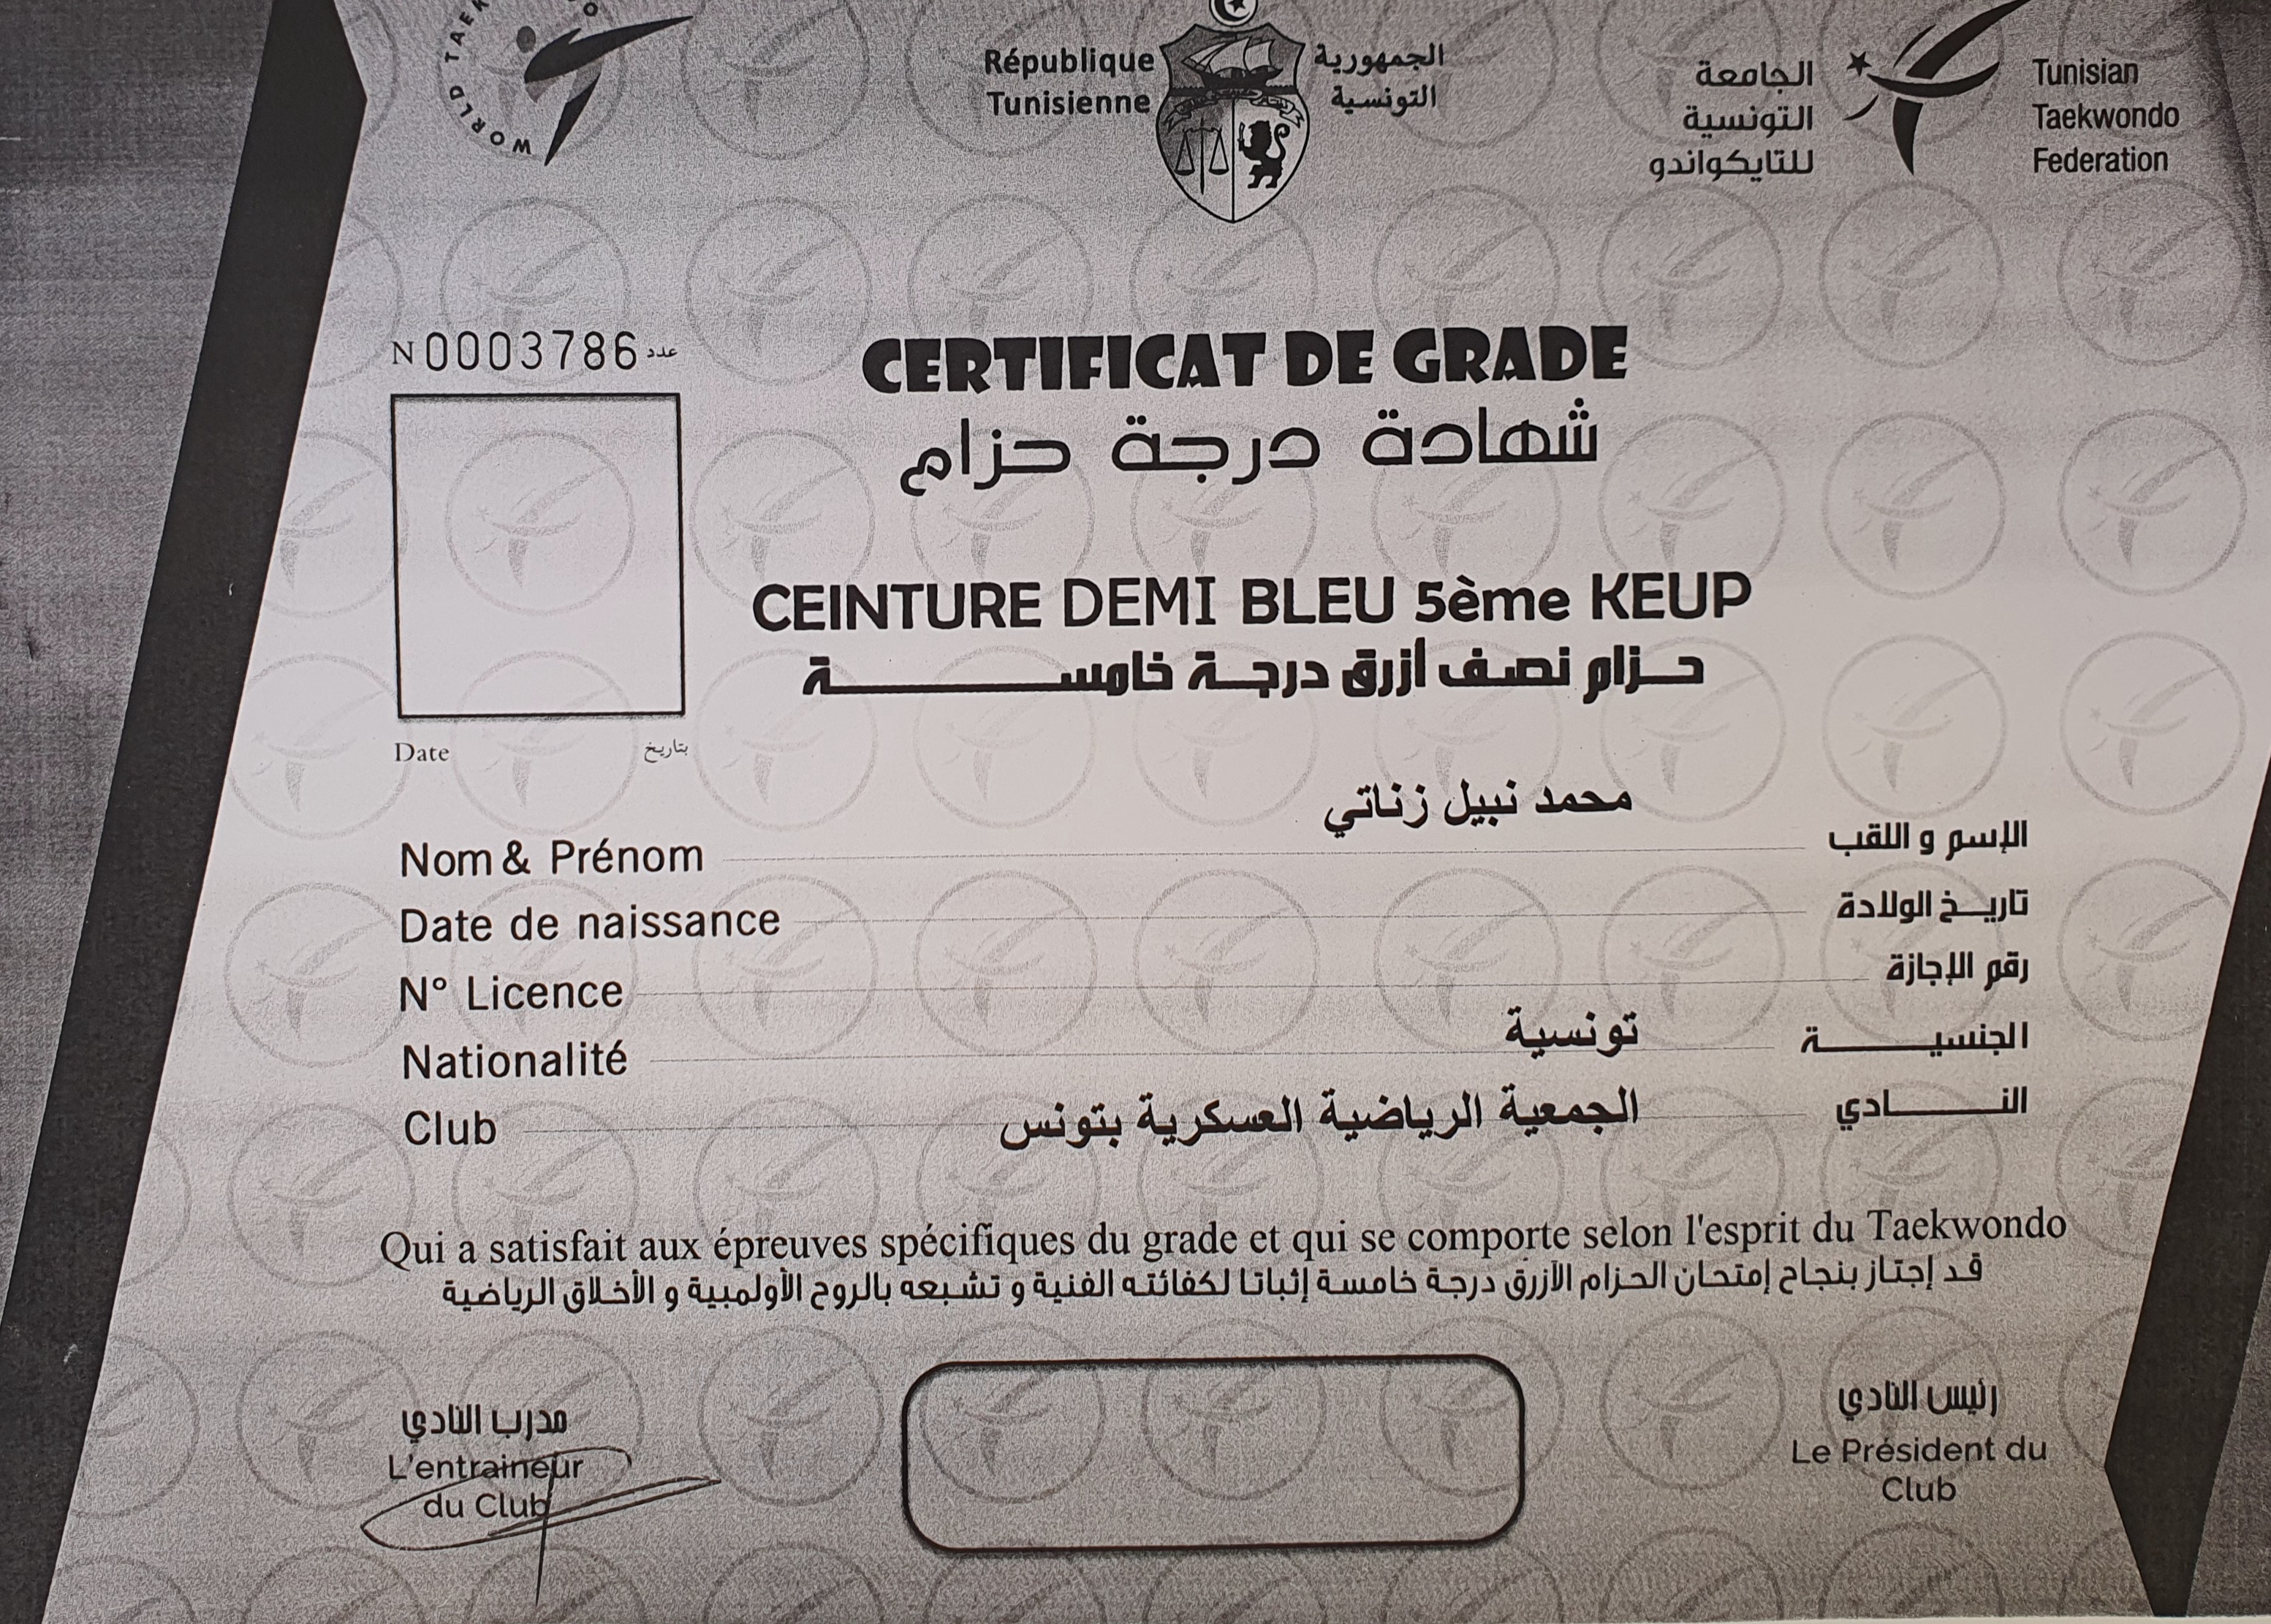 WORLD TAEK
République
Tunisienne
الجمهورية
التونسية
الجامعة
التونسية
للتايكواندو
Tunisian
Taekwondo
Federation
N 0003786 عدد
CERTIFICAT DE GRADE
شهادة درجة حزام
CEINTURE DEMI BLEU 5ème KEUP
حزام نصف أزرق درجة خامسة
Date بتاريخ
محمد نبيل زناتي
Nom & Prénom الإسم و اللقب
Date de naissance تاريخ الولادة
N° Licence رقم الإجازة
Nationalité تونسية الجنسية
Club الجمعية الرياضية العسكرية بتونس النادي
Qui a satisfait aux épreuves spécifiques du grade et qui se comporte selon l'esprit du Taekwondo
قد إجتاز بنجاح إمتحان الحزام الأزرق درجة خامسة إثباتا لكفائته الفنية و تشبعه بالروح الأولمبية و الأخلاق الرياضية
مدرب النادي
L'entraineur
du Club
رئيس النادي
Le Président du
Club